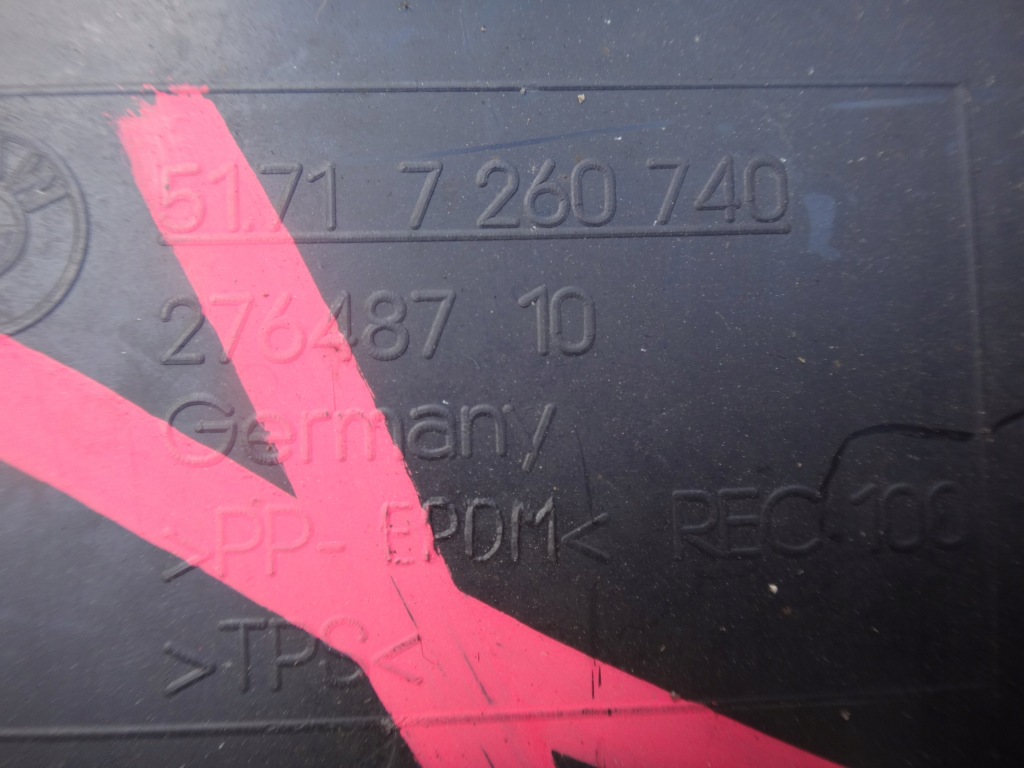 51.71 7 260 740
276487 10
Germany
>PP- EPDM< REC 100
>TPS<